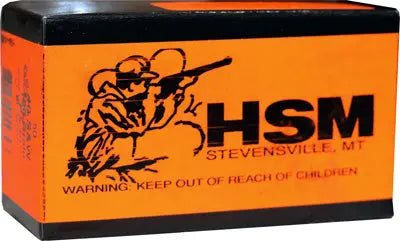 HSM
STEVENSVILLE, MT
WARNING: KEEP OUT OF REACH OF CHILDREN